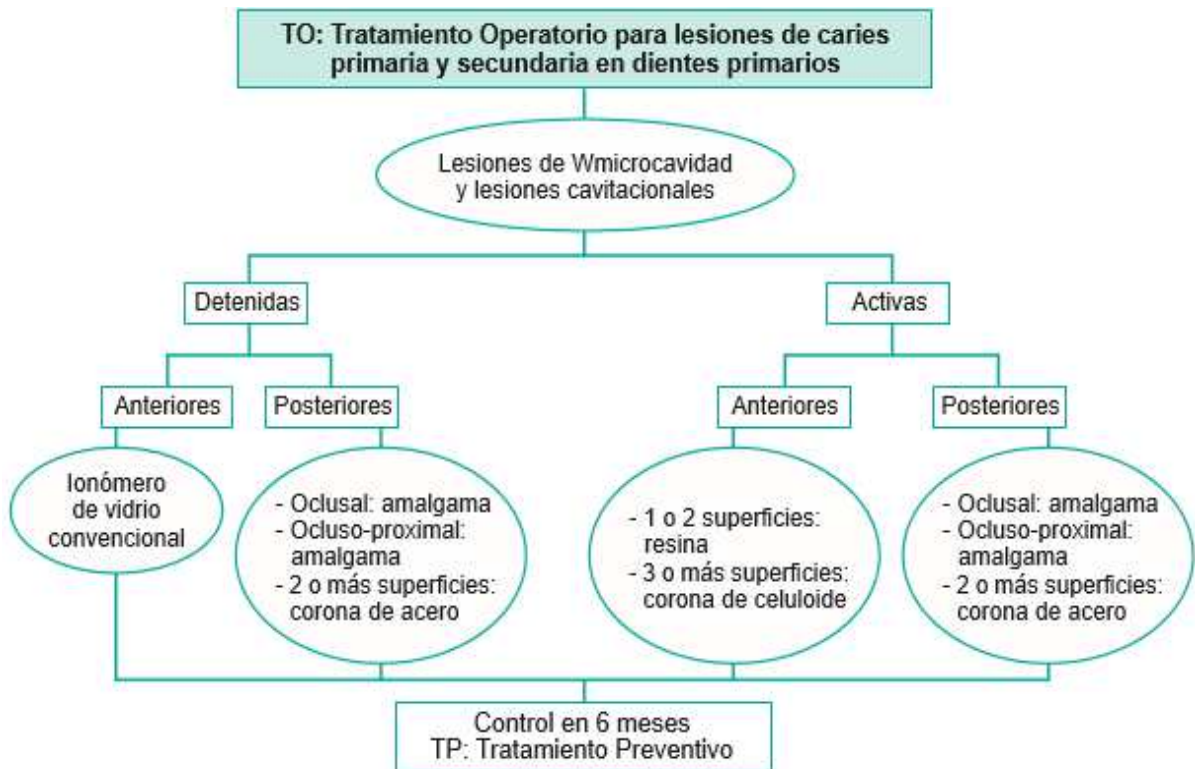 TO: Tratamiento Operatorio para lesiones de caries
primaria y secundaria en dientes primarios
Lesiones de Wmicrocavidad
y lesiones cavitacionales
Detenidas
Activas
Anteriores
Posteriores
Anteriores
Posteriores
Ionómero
de vidrio
convencional
- Oclusal: amalgama
- Ocluso-proximal:
amalgama
- 2 o más superficies:
corona de acero
- 1 o 2 superficies:
resina
- 3 o más superficies:
corona de celuloide
- Oclusal: amalgama
- Ocluso-proximal:
amalgama
- 2 o más superficies:
corona de acero
Control en 6 meses
TP: Tratamiento Preventivo